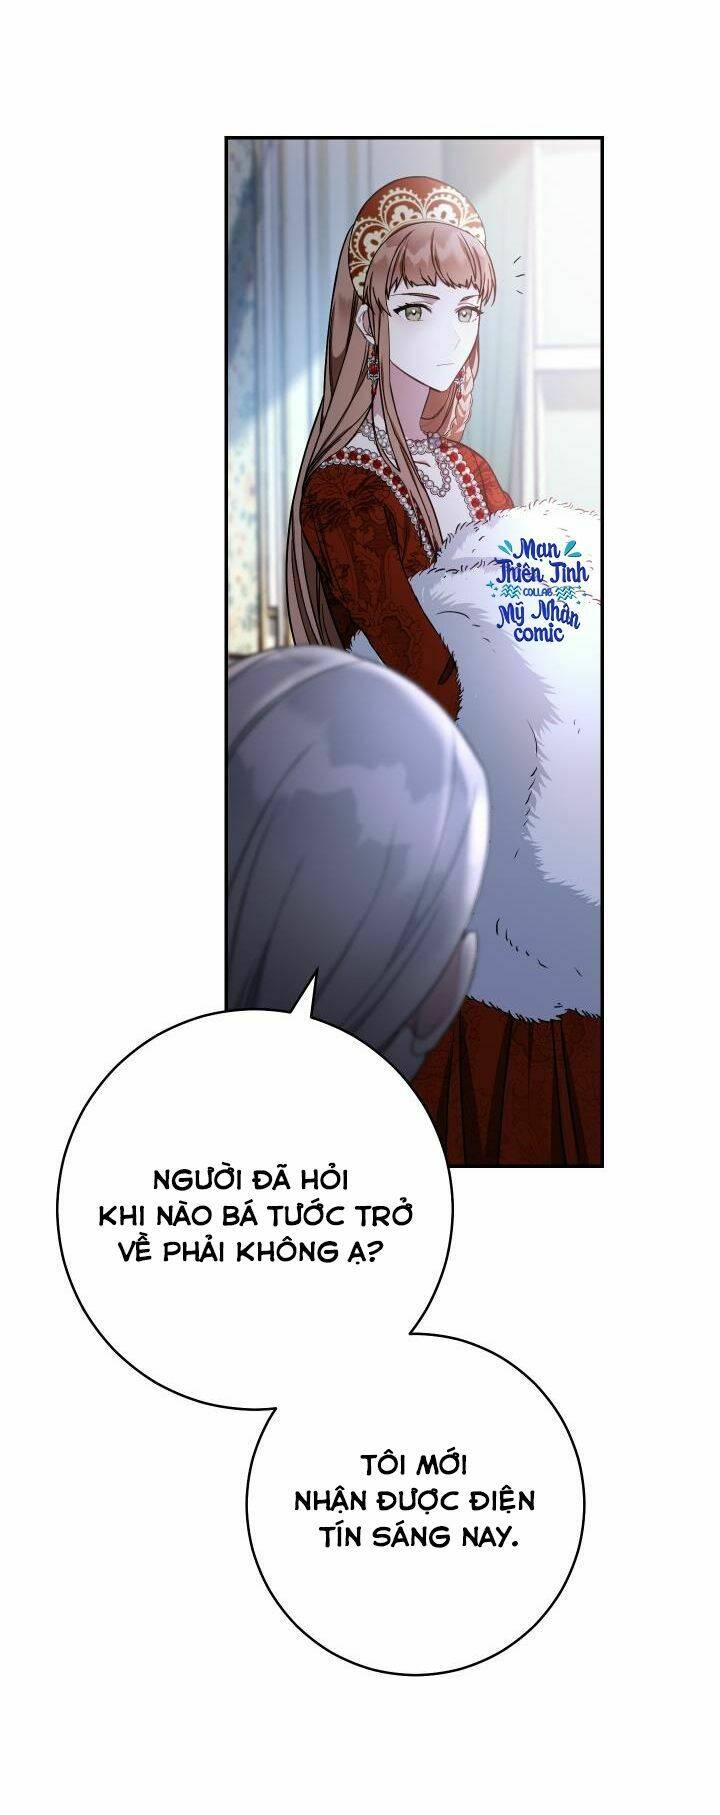 Mạn
Thiên Tình
COLLAB
Mỹ Nhân
comic
NGƯỜI ĐÃ HỎI
KHI NÀO BÁ TƯỚC TRỞ
VỀ PHẢI KHÔNG Ạ?
TÔI MỚI
NHẬN ĐƯỢC ĐIỆN
TÍN SÁNG NAY.